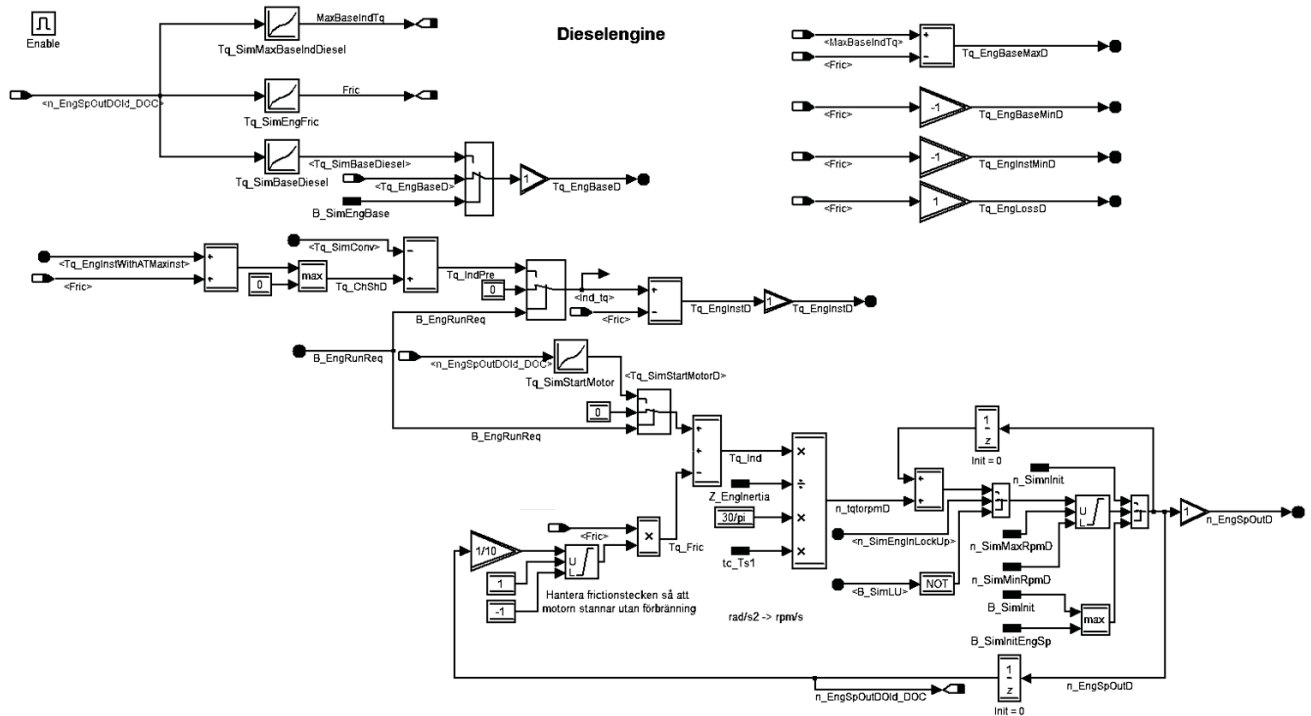 Enable
Dieselengine
MaxBaseIndTq
Tq_SimMaxBaseIndDiesel
<n_EngSpOutDOld_DOC>
Fric
Tq_SimEngFric
<Tq_SimBaseDiesel>
Tq_SimBaseDiesel
<Tq_EngBaseD>
B_SimEngBase
1
Tq_EngBaseD
<MaxBaseIndTq>
+
-
<Fric>
Tq_EngBaseMaxD
<Fric>
-1
Tq_EngBaseMinD
<Fric>
-1
Tq_EngInstMinD
<Fric>
1
Tq_EngLossD
<Tq_EngInstWithATMaxinst>
<Fric>
+
+
0
max
Tq_ChShD
<Tq_SimConv>
-
+
Tq_IndPre
0
B_EngRunReq
<Ind_tq>
<Fric>
+
-
Tq_EngInstD
1
Tq_EngInstD
B_EngRunReq
<n_EngSpOutDOld_DOC>
Tq_SimStartMotor
<Tq_SimStartMotorD>
0
B_EngRunReq
+
+
-
Tq_Ind
Z_EngInertia
30/pi
tc_Ts1
×
÷
×
×
n_tqtorpmD
rad/s2 -> rpm/s
1/10
1
-1
U
L
<Fric>
×
Tq_Fric
Hantera frictionstecken så att
motorn stannar utan förbränning
+
+
1
z
Init = 0
<n_SimEngInLockUp>
<B_SimLU>
NOT
n_SimnInit
U
L
n_SimMaxRpmD
n_SimMinRpmD
B_SimInit
B_SimInitEngSp
max
1
n_EngSpOutD
1
z
Init = 0
n_EngSpOutD
n_EngSpOutDOld_DOC